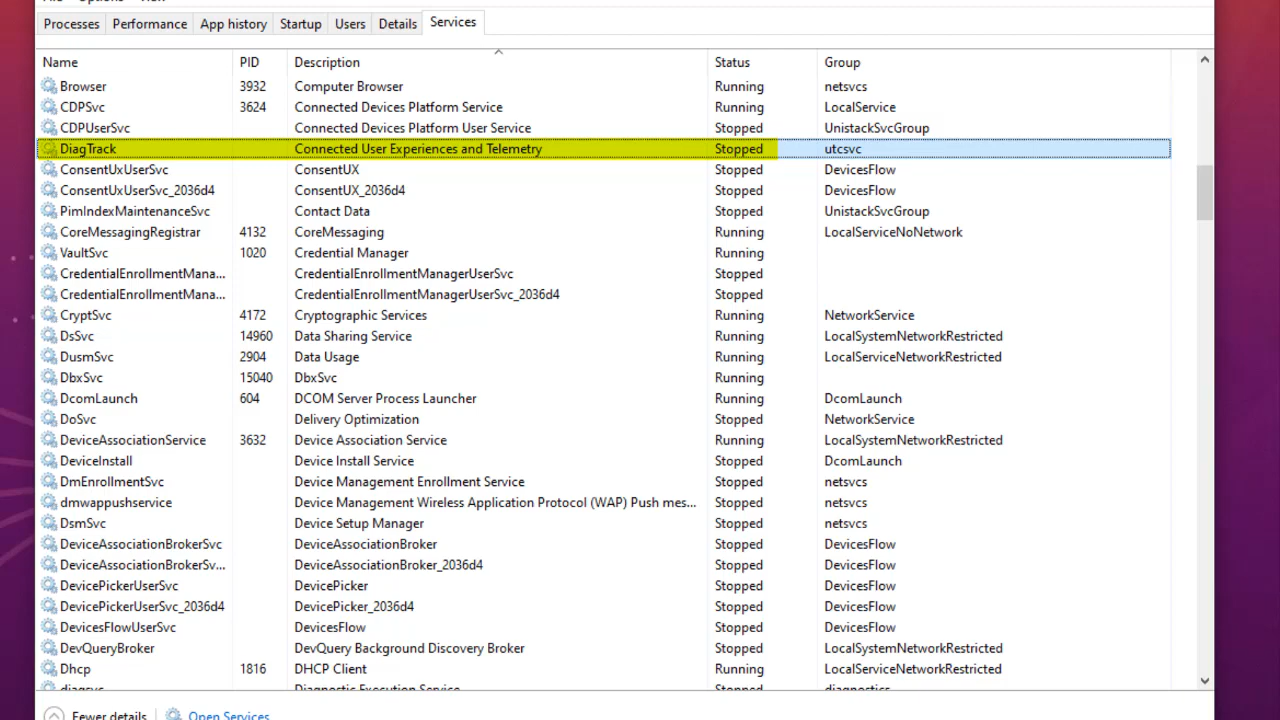 Processes Performance App history Startup Users Details Services
Name PID Description Status Group
Browser 3932 Computer Browser Running netsvcs
CDPSvc 3624 Connected Devices Platform Service Running LocalService
CDPUserSvc Connected Devices Platform User Service Stopped UnistackSvcGroup
DiagTrack Connected User Experiences and Telemetry Stopped utcsvc
ConsentUxUserSvc ConsentUX Stopped DevicesFlow
ConsentUxUserSvc_2036d4 ConsentUX_2036d4 Stopped DevicesFlow
PimIndexMaintenanceSvc Contact Data Stopped UnistackSvcGroup
CoreMessagingRegistrar 4132 CoreMessaging Running LocalServiceNoNetwork
VaultSvc 1020 Credential Manager Running
CredentialEnrollmentMana... CredentialEnrollmentManagerUserSvc Stopped
CredentialEnrollmentMana... CredentialEnrollmentManagerUserSvc_2036d4 Stopped
CryptSvc 4172 Cryptographic Services Running NetworkService
DsSvc 14960 Data Sharing Service Running LocalSystemNetworkRestricted
DusmSvc 2904 Data Usage Running LocalServiceNetworkRestricted
DbxSvc 15040 DbxSvc Running
DcomLaunch 604 DCOM Server Process Launcher Running DcomLaunch
DoSvc Delivery Optimization Stopped NetworkService
DeviceAssociationService 3632 Device Association Service Running LocalSystemNetworkRestricted
DeviceInstall Device Install Service Stopped DcomLaunch
DmEnrollmentSvc Device Management Enrollment Service Stopped netsvcs
dmwappushservice Device Management Wireless Application Protocol (WAP) Push mes... Stopped netsvcs
DsmSvc Device Setup Manager Stopped netsvcs
DeviceAssociationBrokerSvc DeviceAssociationBroker Stopped DevicesFlow
DeviceAssociationBrokerSv... DeviceAssociationBroker_2036d4 Stopped DevicesFlow
DevicePickerUserSvc DevicePicker Stopped DevicesFlow
DevicePickerUserSvc_2036d4 DevicePicker_2036d4 Stopped DevicesFlow
DevicesFlowUserSvc DevicesFlow Stopped DevicesFlow
DevQueryBroker DevQuery Background Discovery Broker Stopped LocalSystemNetworkRestricted
Dhcp 1816 DHCP Client Running LocalServiceNetworkRestricted
diagsvc Diagnostic Execution Service Stopped diagnostics
Fewer details Open Services